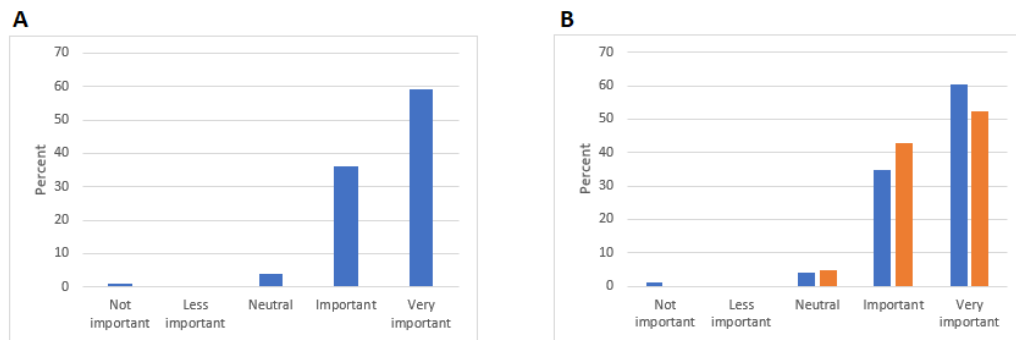 A
70
60
50
40
30
20
10
0
Percent
Not important
Less important
Neutral
Important
Very important
B
70
60
50
40
30
20
10
0
Percent
Not important
Less important
Neutral
Important
Very important